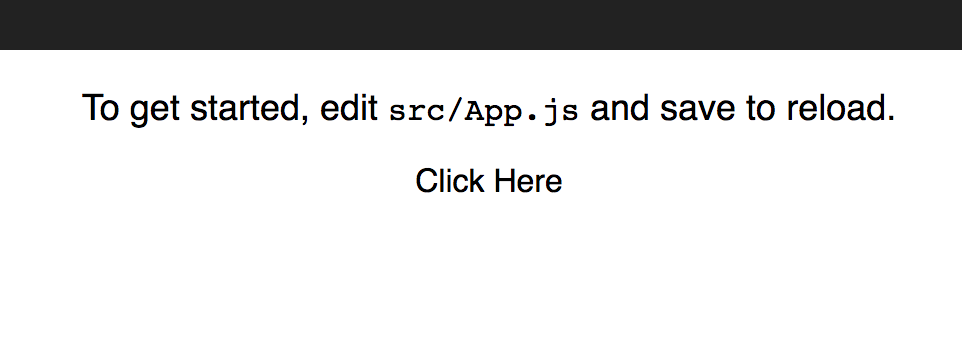 To get started, edit src/App.js and save to reload.
Click Here